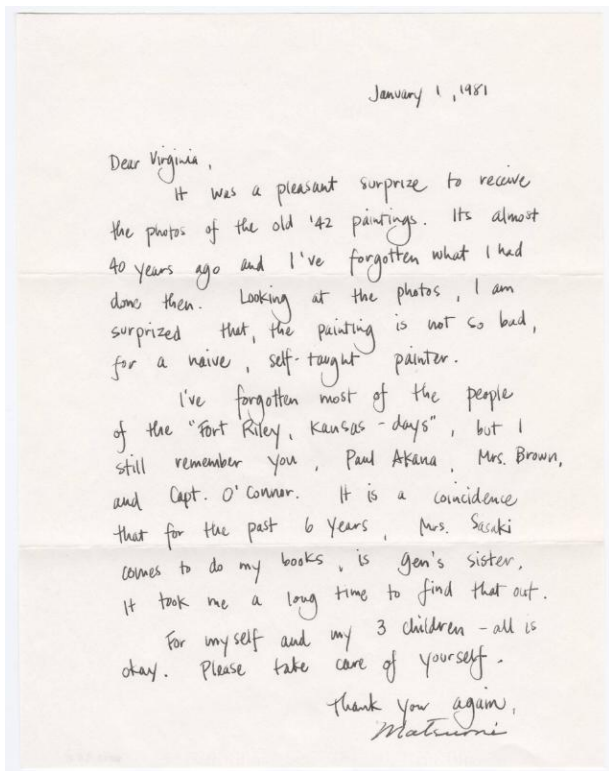 January 1, 1981
Dear Virginia,
It was a pleasant surprize to receive
the photos of the old '42 paintings. Its almost
40 years ago and I've forgotten what I had
done then. Looking at the photos, I am
surprized that, the painting is not so bad,
for a naive, self-taught painter.
I've forgotten most of the people
of the "Fort Riley, Kansas - days", but I
still remember you, Paul Akana, Mrs. Brown,
and Capt. O'Connor. It is a coincidence
that for the past 6 years, Mrs. Sasaki
comes to do my books, is Gen's sister.
It took me a long time to find that out.
For myself and my 3 children - all is
okay. Please take care of yourself.
Thank you again,
Matsumi